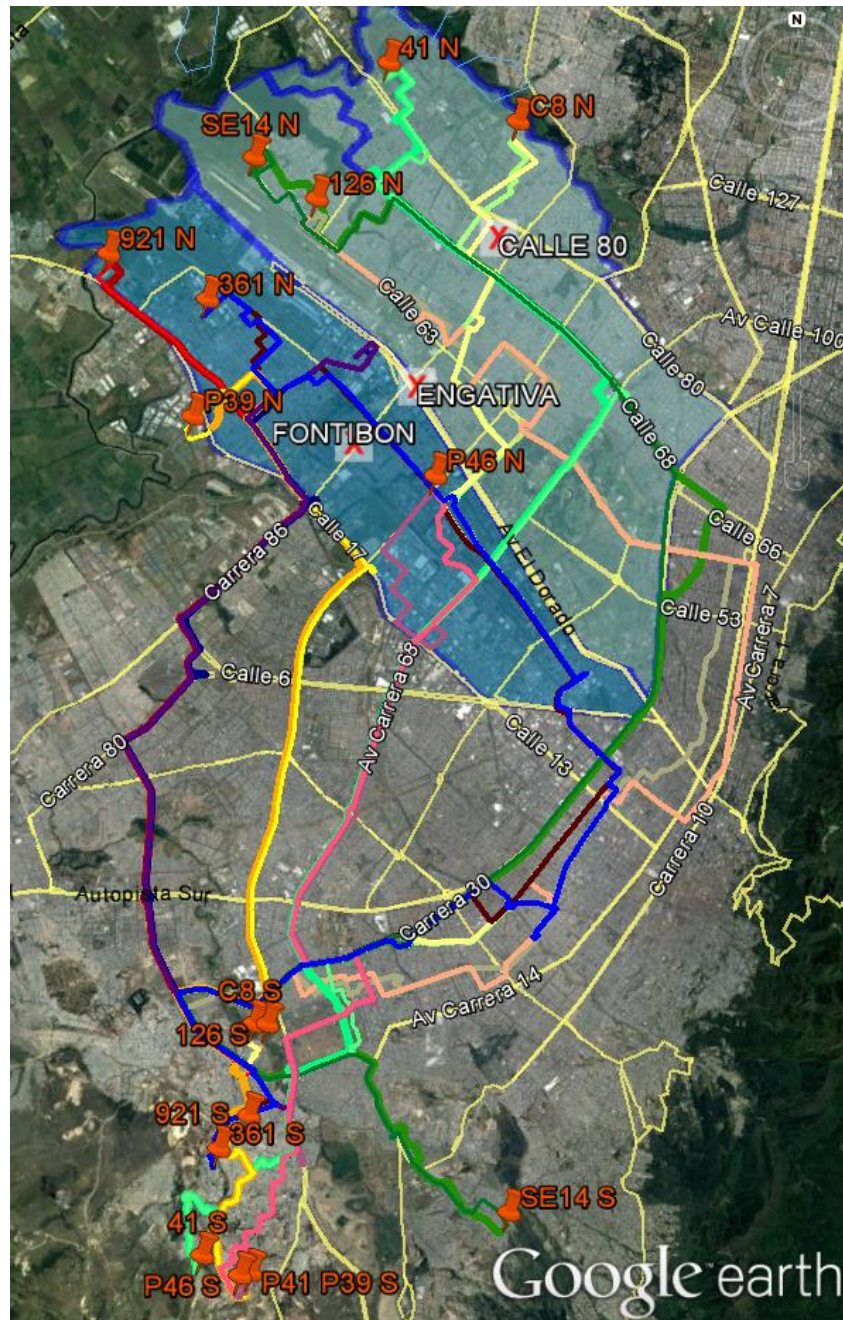 N
41 N
C8 N
SE14 N
126 N
Calle 127
CALLE 80
921 N
361 N
Calle 63
Av Calle 100
Calle 80
ENGATIVA
P39 N
FONTIBON
Calle 68
P46 N
Calle 17
Calle 66
Carrera 86
Av El Dorado
Calle 53
Av Carrera 7
Calle 6
Av Carrera 68
Carrera 80
Calle 13
Carrera 10
Autopista Sur
Carrera 30
C8 S
126 S
Av Carrera 14
921 S
361 S
SE14 S
41 S
P46 S
P41 P39 S
Google earth